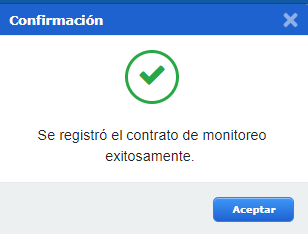 Confirmación
Se registró el contrato de monitoreo
exitosamente.
Aceptar